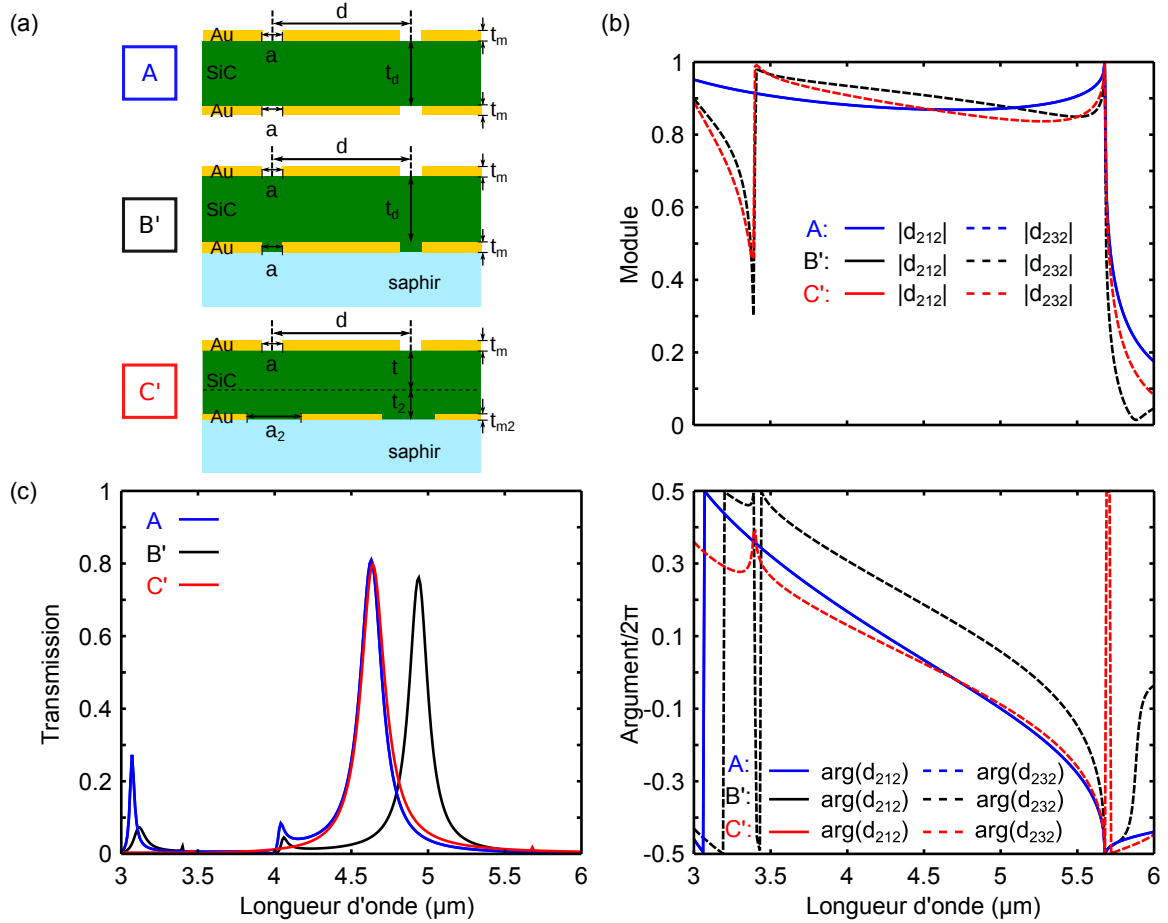 (a)
d
Au
a
t_m
A
SiC
t_d
a
t_m
d
Au
a
t_m
B'
SiC
t_d
Au
a
t_m
saphir
d
Au
a
t_m
C'
SiC
t
t_2
Au
a_2
t_m2
saphir
(b)
1
0.8
0.6
0.4
0.2
0
Module
A: |d_212| |d_232|
B': |d_212| |d_232|
C': |d_212| |d_232|
0.5
0.3
0.1
-0.1
-0.3
-0.5
Argument/2π
A: arg(d_212) arg(d_232)
B': arg(d_212) arg(d_232)
C': arg(d_212) arg(d_232)
3 3.5 4 4.5 5 5.5 6
Longueur d'onde (µm)
(c)
1
0.8
0.6
0.4
0.2
0
Transmission
A
B'
C'
3 3.5 4 4.5 5 5.5 6
Longueur d'onde (µm)